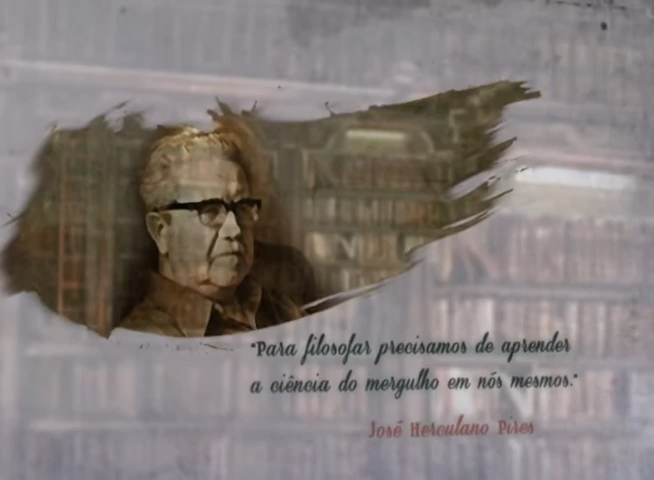 "Para filosofar precisamos de aprender
a ciência do mergulho em nós mesmos."
José Herculano Pires